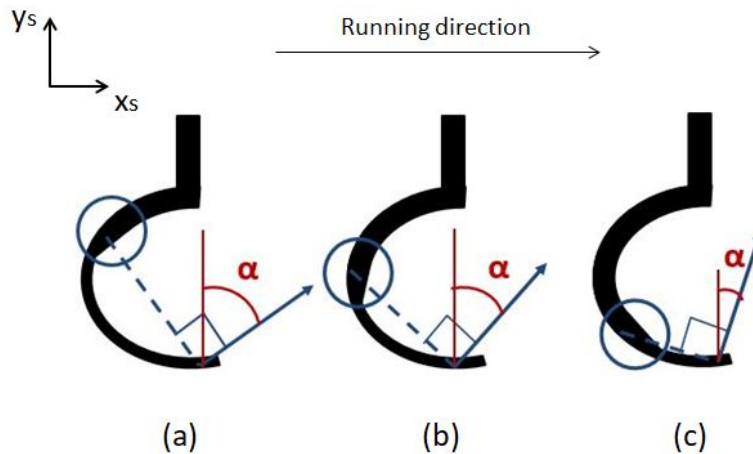 ys
Running direction
xs
α α α
(a) (b) (c)